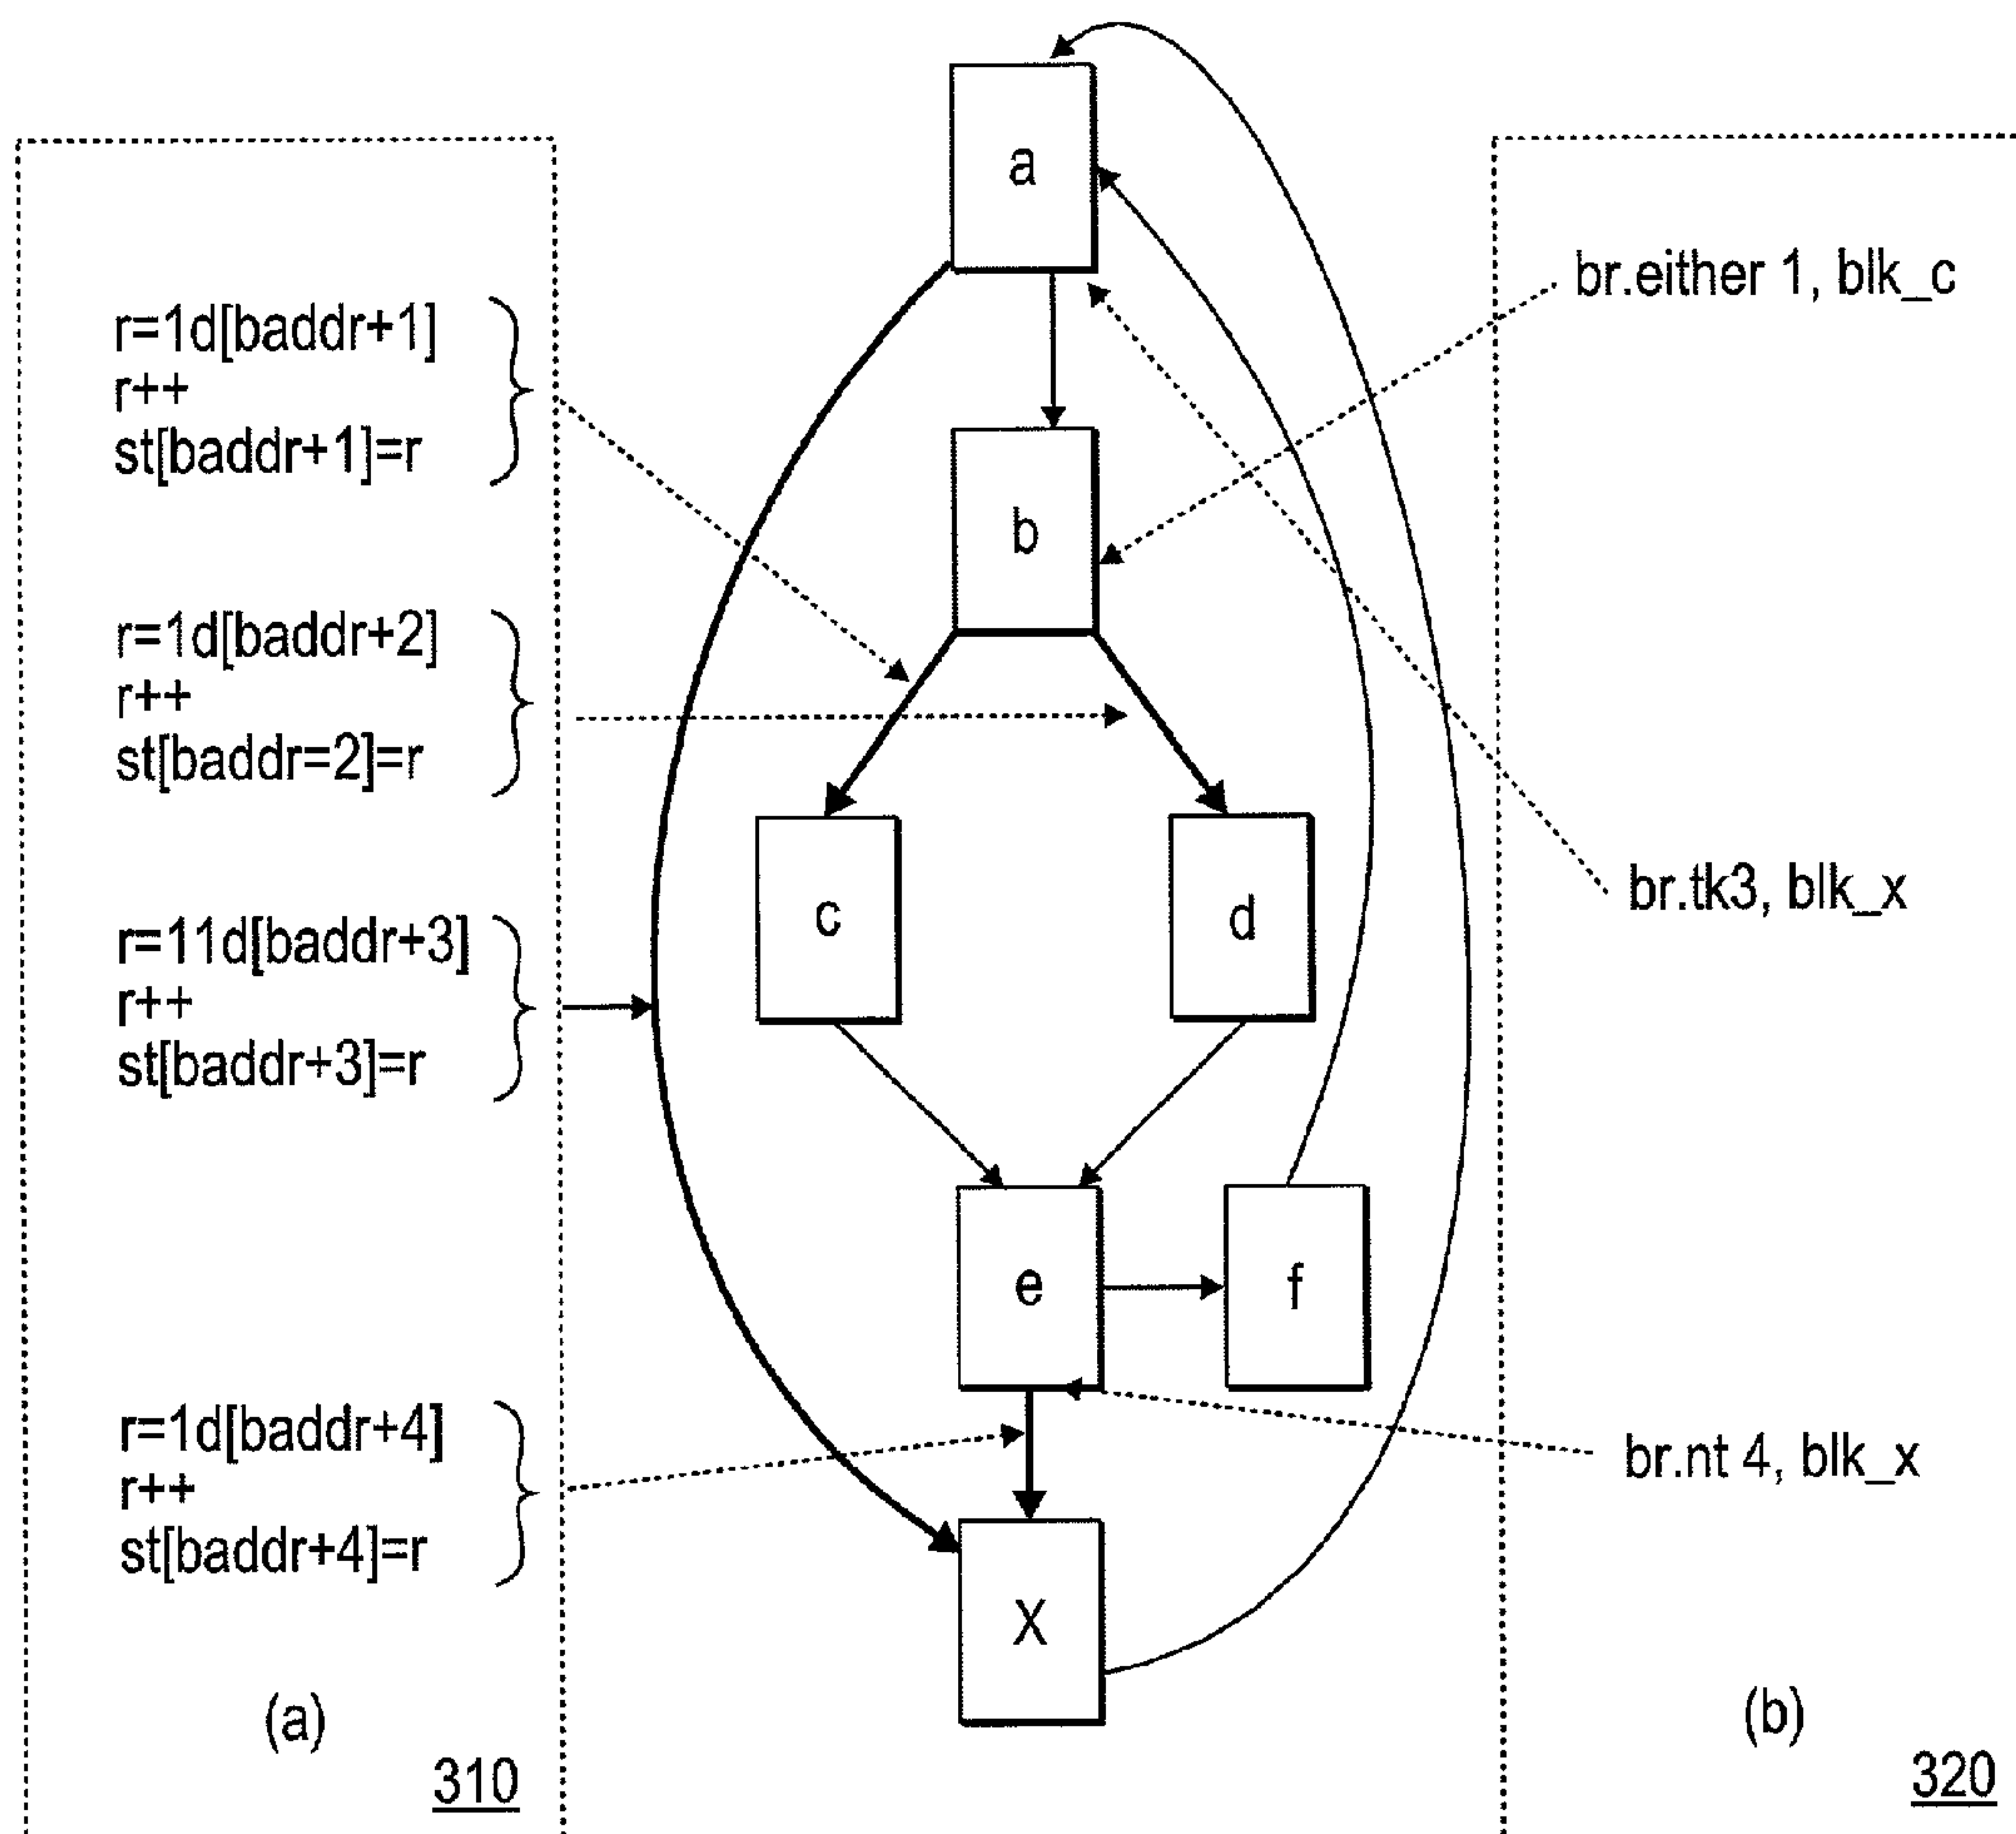 a
r=1d[baddr+1]
r++
st[baddr+1]=r
br.either 1, blk_c
b
r=1d[baddr+2]
r++
st[baddr=2]=r
c
d
br.tk3, blk_x
r=11d[baddr+3]
r++
st[baddr+3]=r
e
f
r=1d[baddr+4]
r++
st[baddr+4]=r
br.nt 4, blk_x
X
(a)
310
(b)
320